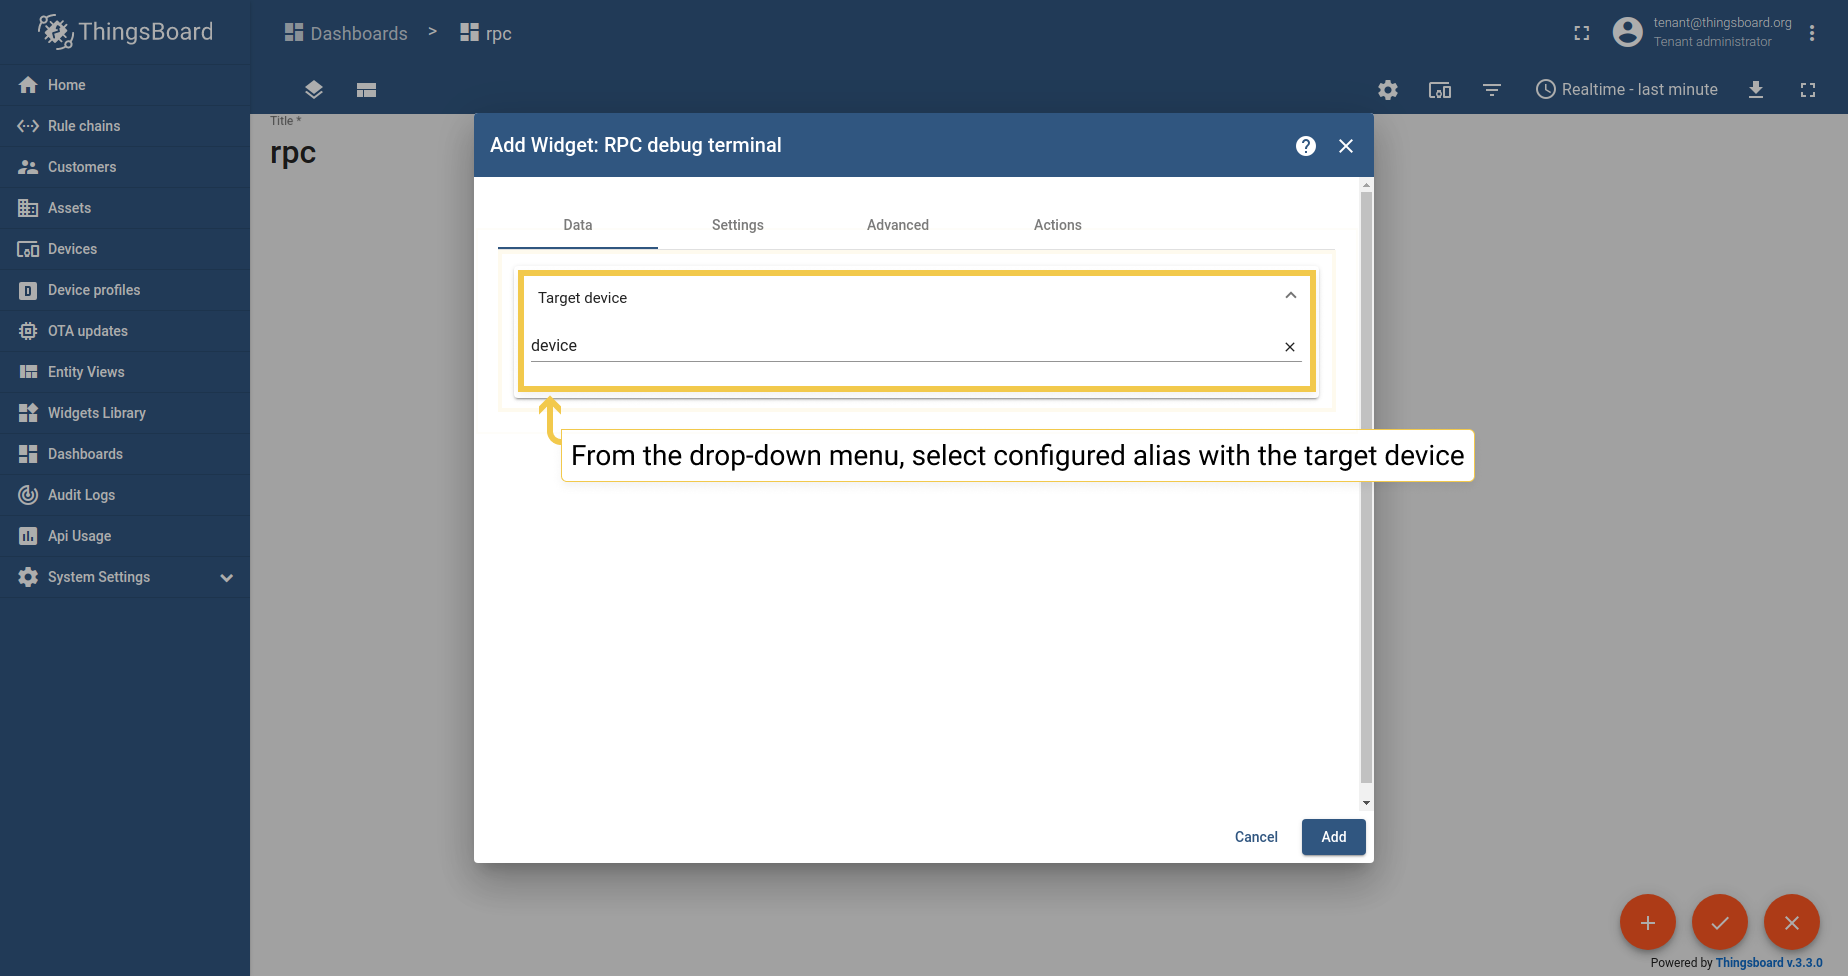 ThingsBoard
Dashboards > rpc
tenant@thingsboard.org
Tenant administrator
Realtime - last minute
Home
Rule chains
Customers
Assets
Devices
Device profiles
OTA updates
Entity Views
Widgets Library
Dashboards
Audit Logs
Api Usage
System Settings
Title *
rpc
Add Widget: RPC debug terminal
Data Settings Advanced Actions
Target device
device
From the drop-down menu, select configured alias with the target device
Cancel Add
Powered by Thingsboard v.3.3.0